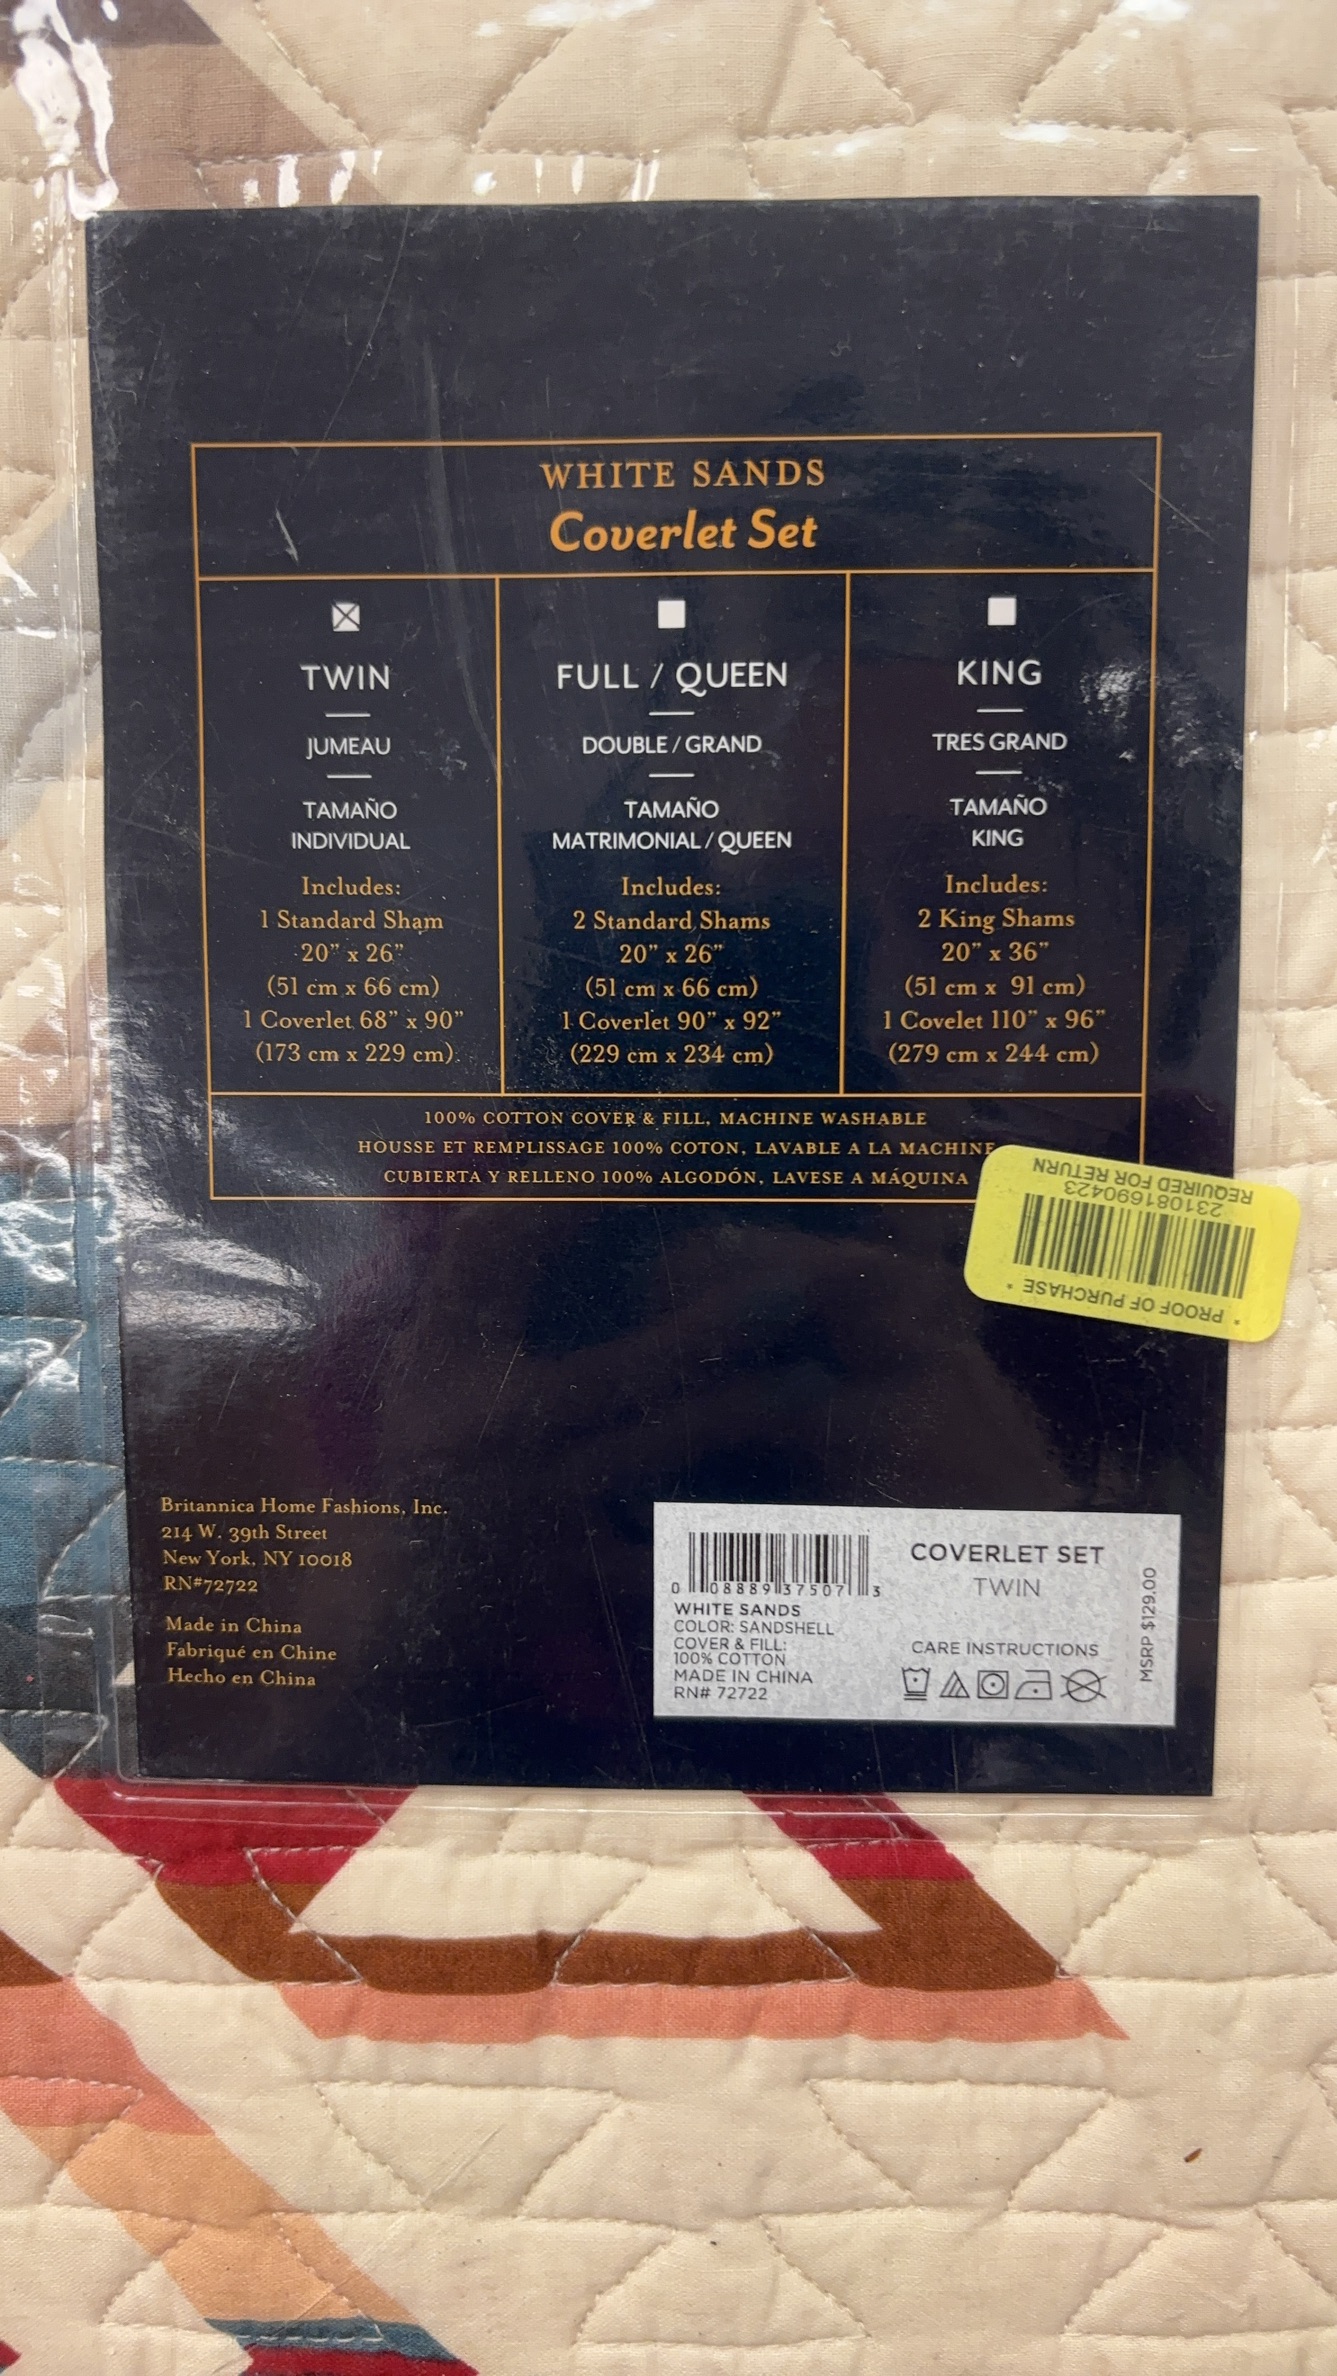 WHITE SANDS
Coverlet Set
TWIN
JUMEAU
TAMAÑO
INDIVIDUAL
Includes:
1 Standard Sham
20” x 26”
(51 cm x 66 cm)
1 Coverlet 68” x 90”
(173 cm x 229 cm)
FULL / QUEEN
DOUBLE / GRAND
TAMAÑO
MATRIMONIAL / QUEEN
Includes:
2 Standard Shams
20” x 26”
(51 cm x 66 cm)
1 Coverlet 90” x 92”
(229 cm x 234 cm)
KING
TRES GRAND
TAMAÑO
KING
Includes:
2 King Shams
20” x 36”
(51 cm x 91 cm)
1 Covelet 110” x 96”
(279 cm x 244 cm)
100% COTTON COVER & FILL, MACHINE WASHABLE
HOUSSE ET REMPLISSAGE 100% COTON, LAVABLE A LA MACHINE
CUBIERTA Y RELLENO 100% ALGODÓN, LAVESE A MÁQUINA
* PROOF OF PURCHASE *
231081690423
REQUIRED FOR RETURN
Britannica Home Fashions, Inc.
214 W. 39th Street
New York, NY 10018
RN#72722
Made in China
Fabriqué en Chine
Hecho en China
0 08889 37507 3
WHITE SANDS
COLOR: SANDSHELL
COVER & FILL:
100% COTTON
MADE IN CHINA
RN# 72722
COVERLET SET
TWIN
CARE INSTRUCTIONS
MSRP $129.00